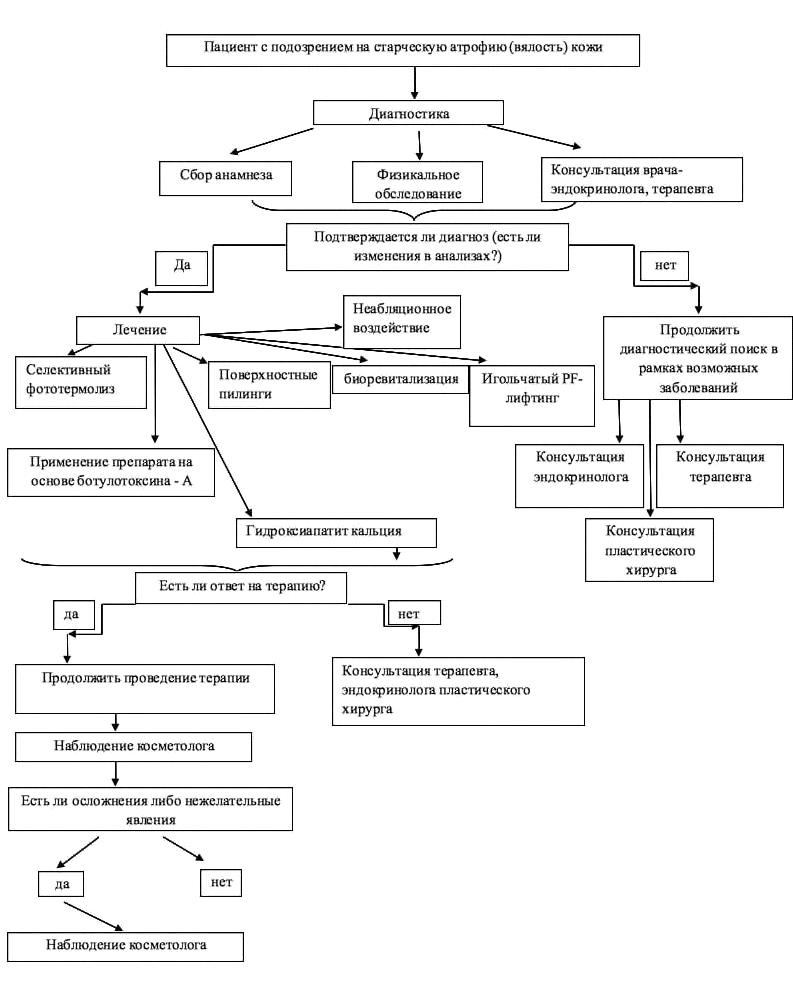 Пациент с подозрением на старческую атрофию (вялость) кожи
Диагностика
Сбор анамнеза
Физикальное
обследование
Консультация врача-
эндокринолога, терапевта
Подтверждается ли диагноз (есть ли
изменения в анализах?)
Да
нет
Лечение
Неабляционное
воздействие
Продолжить
диагностический поиск в
рамках возможных
заболеваний
Селективный
фототермолиз
Поверхностные
пилинги
биоревитализация
Игольчатый РF-
лифтинг
Применение препарата на
основе ботулотоксина - А
Консультация
эндокринолога
Консультация
терапевта
Гидроксиапатит кальция
Консультация
пластического
хирурга
Есть ли ответ на терапию?
да
нет
Продолжить проведение терапии
Консультация терапевта,
эндокринолога пластического
хирурга
Наблюдение косметолога
Есть ли осложнения либо нежелательные
явления
да
нет
Наблюдение косметолога